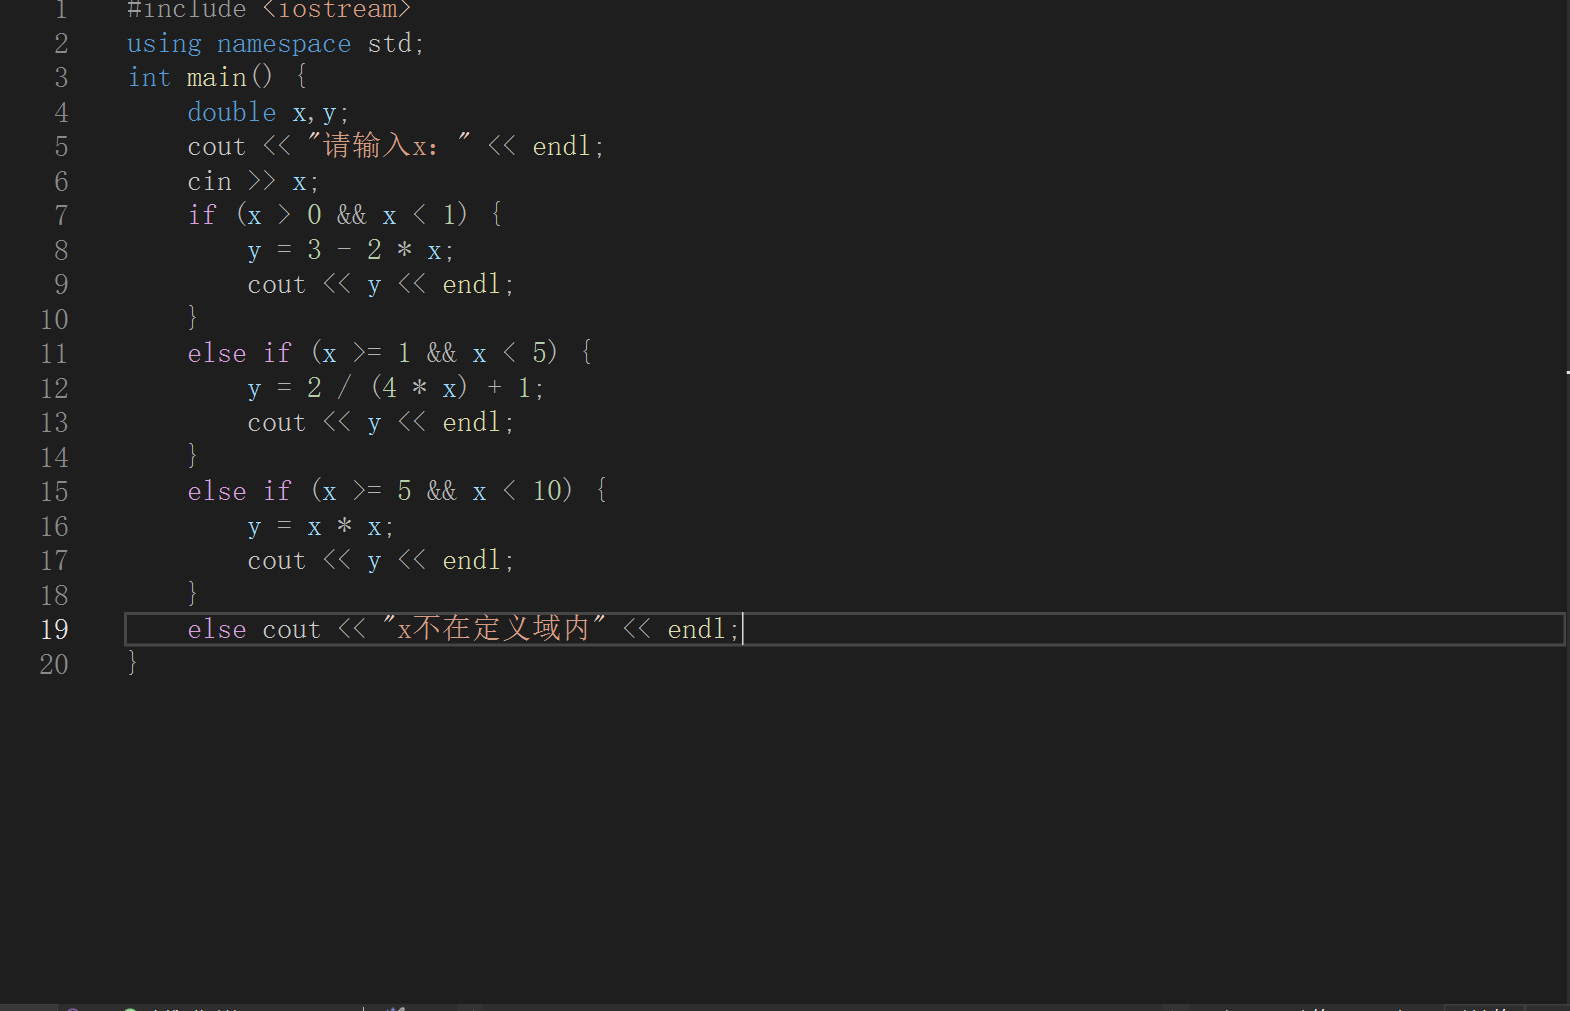 1 #include <iostream>
2 using namespace std;
3 int main() {
4     double x,y;
5     cout << "请输入x：" << endl;
6     cin >> x;
7     if (x > 0 && x < 1) {
8         y = 3 - 2 * x;
9         cout << y << endl;
10     }
11     else if (x >= 1 && x < 5) {
12         y = 2 / (4 * x) + 1;
13         cout << y << endl;
14     }
15     else if (x >= 5 && x < 10) {
16         y = x * x;
17         cout << y << endl;
18     }
19     else cout << "x不在定义域内" << endl;
20 }